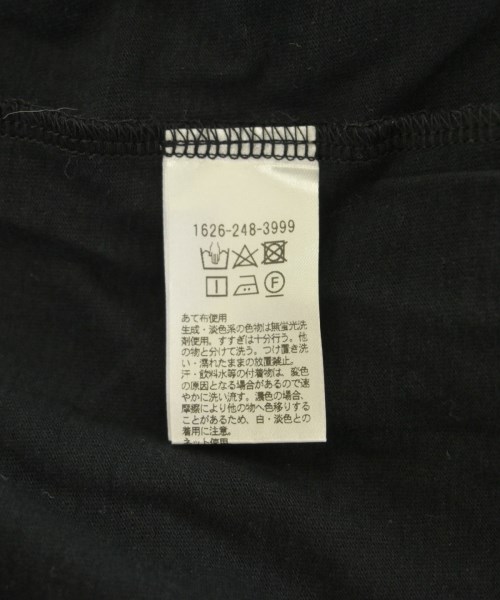 1626-248-3999
F
あて布使用
生成・淡色系の色物は無蛍光洗
剤使用。すすぎは十分行う。他
の物と分けて洗う。つけ置き洗
い・濡れたままの放置禁止。
汗・飲料水等の付着物は、変色
の原因となる場合があるので速
やかに洗い流す。濃色の場合、
摩擦により他の物へ色移りする
ことがあるため、白・淡色との
着用に注意。
ネット使用